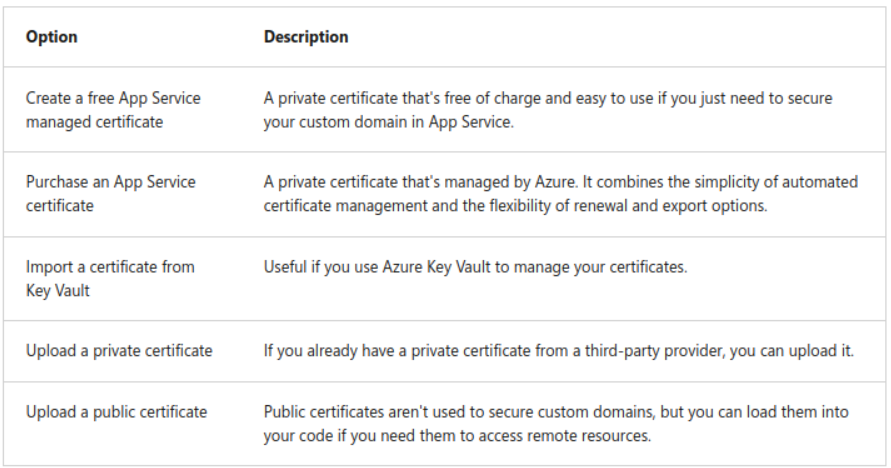 Option Description
Create a free App Service A private certificate that's free of charge and easy to use if you just need to secure
managed certificate your custom domain in App Service.
Purchase an App Service A private certificate that's managed by Azure. It combines the simplicity of automated
certificate certificate management and the flexibility of renewal and export options.
Import a certificate from Useful if you use Azure Key Vault to manage your certificates.
Key Vault
Upload a private certificate If you already have a private certificate from a third-party provider, you can upload it.
Upload a public certificate Public certificates aren't used to secure custom domains, but you can load them into
your code if you need them to access remote resources.